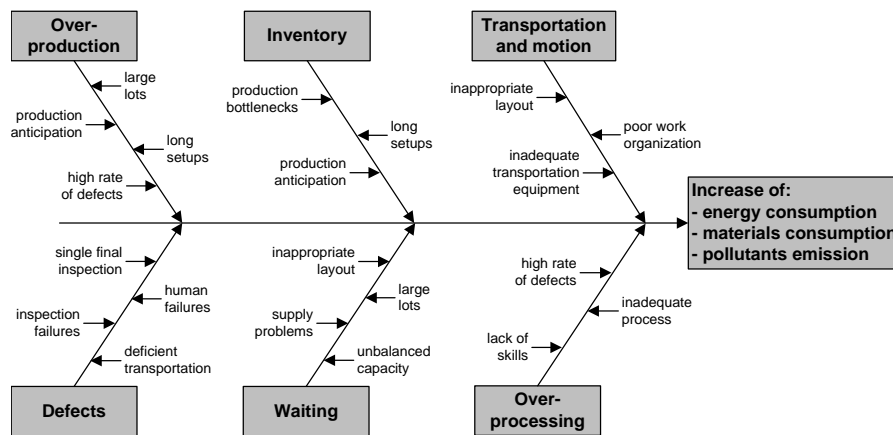 Over-
production
Inventory
Transportation
and motion
large
lots
production
anticipation
long
setups
high rate
of defects
production
bottlenecks
long
setups
production
anticipation
inappropriate
layout
poor work
organization
inadequate
transportation
equipment
Increase of:
- energy consumption
- materials consumption
- pollutants emission
single final
inspection
human
failures
inspection
failures
deficient
transportation
inappropriate
layout
large
lots
supply
problems
unbalanced
capacity
high rate
of defects
inadequate
process
lack of
skills
Defects
Waiting
Over-
processing